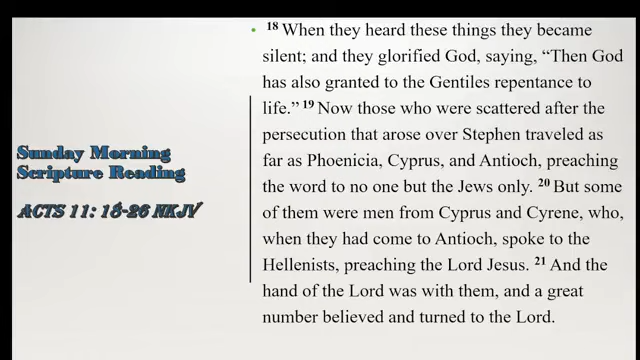 Sunday Morning
Scripture Reading
ACTS 11: 18-26 NKJV
• 18 When they heard these things they became
silent; and they glorified God, saying, “Then God
has also granted to the Gentiles repentance to
life.” 19 Now those who were scattered after the
persecution that arose over Stephen traveled as
far as Phoenicia, Cyprus, and Antioch, preaching
the word to no one but the Jews only. 20 But some
of them were men from Cyprus and Cyrene, who,
when they had come to Antioch, spoke to the
Hellenists, preaching the Lord Jesus. 21 And the
hand of the Lord was with them, and a great
number believed and turned to the Lord.